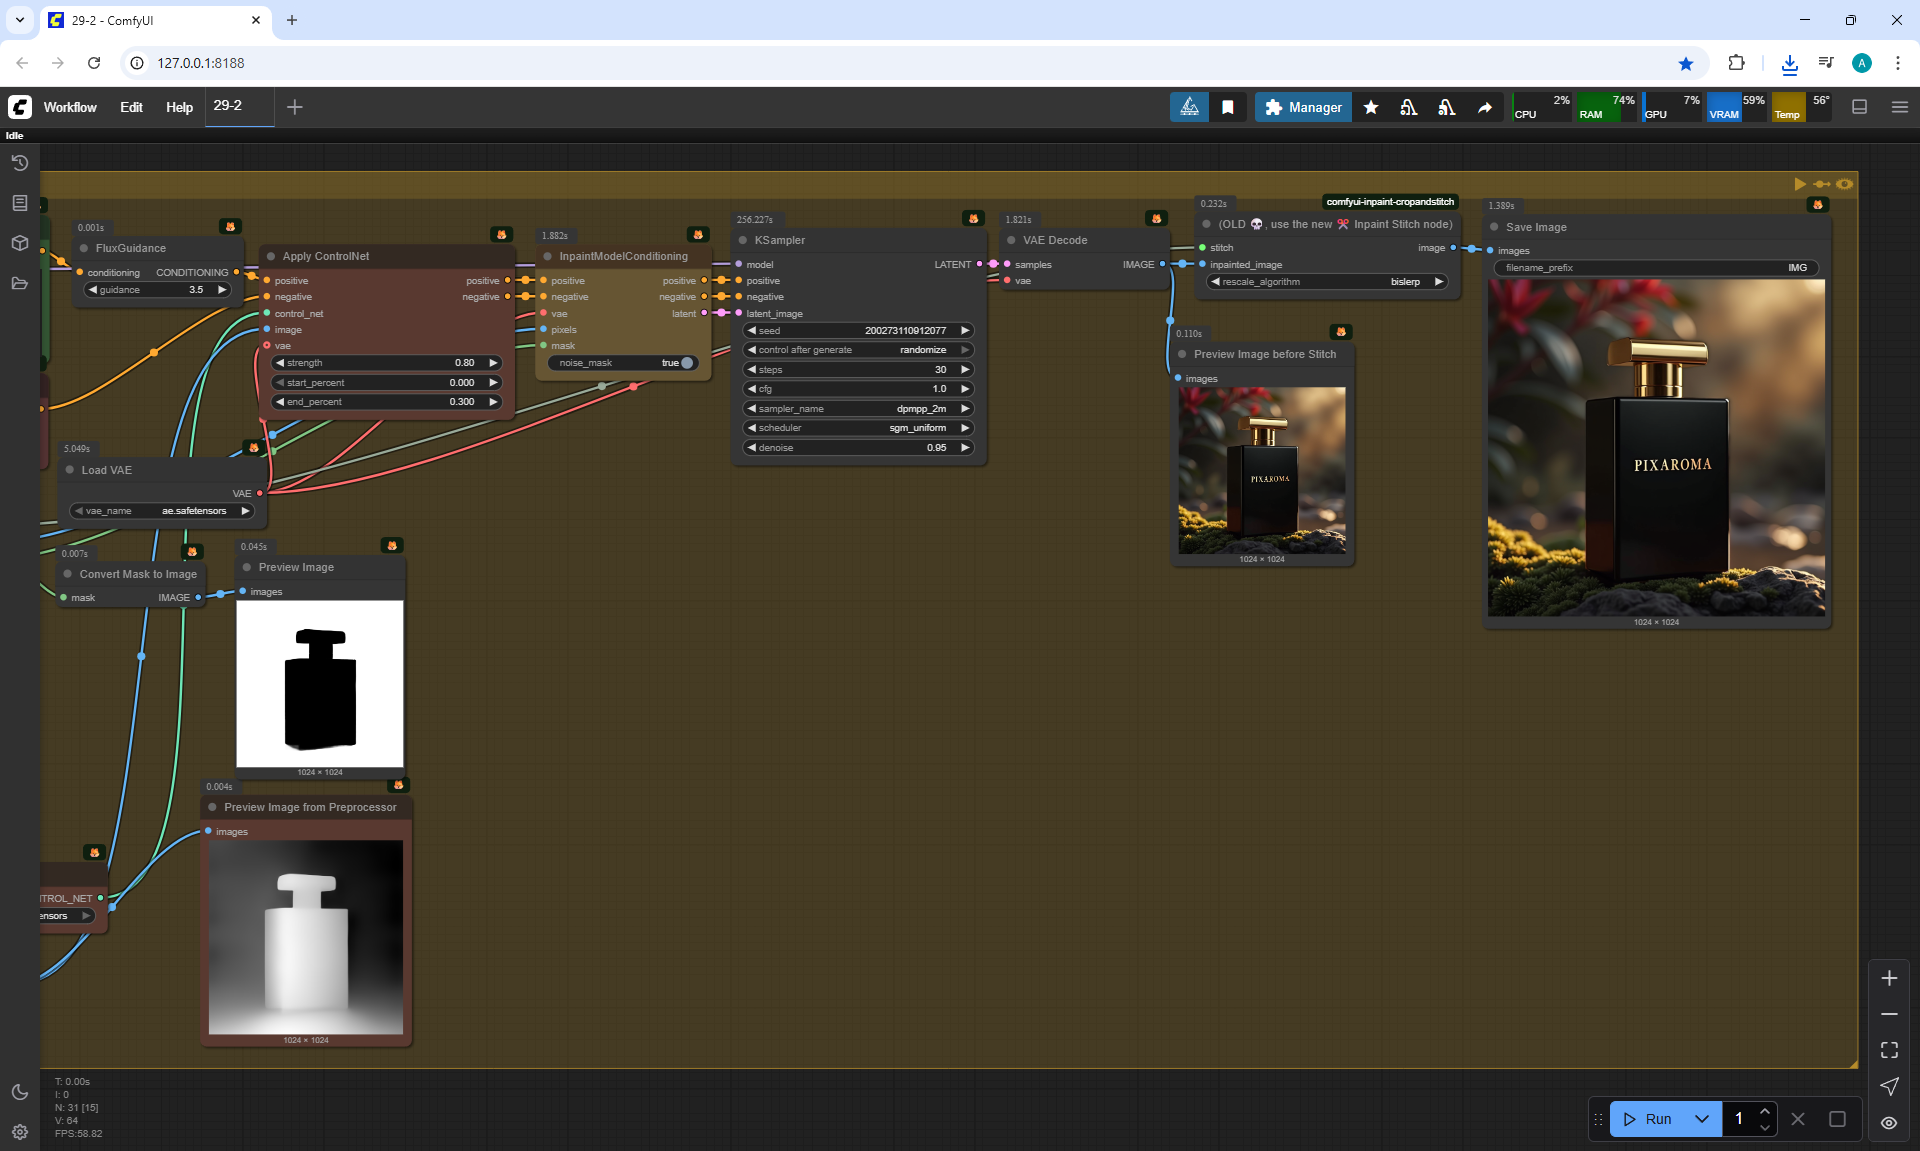 29-2 - ComfyUI
127.0.0.1:8188
A
Workflow
Edit
Help
29-2
Manager
2%
CPU
74%
RAM
7%
GPU
59%
VRAM
56°
Temp
Idle
0.001s
FluxGuidance
conditioning CONDITIONING
guidance 3.5
Apply ControlNet
positive positive
negative negative
control_net
image
vae
strength 0.80
start_percent 0.000
end_percent 0.300
1.882s
InpaintModelConditioning
positive positive
negative negative
vae latent
pixels
mask
noise_mask true
256.227s
KSampler
model LATENT
positive
negative
latent_image
seed 200273110912077
control after generate randomize
steps 30
cfg 1.0
sampler_name dpmpp_2m
scheduler sgm_uniform
denoise 0.95
1.821s
VAE Decode
samples IMAGE
vae
0.232s
comfyui-inpaint-cropandstitch
(OLD 💀, use the new ✂️ Inpaint Stitch node)
stitch image
inpainted_image
rescale_algorithm bislerp
1.389s
Save Image
images
filename_prefix IMG
PIXAROMA
1024 × 1024
0.110s
Preview Image before Stitch
images
PIXAROMA
1024 × 1024
5.049s
Load VAE
VAE
vae_name ae.safetensors
0.007s
Convert Mask to Image
mask IMAGE
0.045s
Preview Image
images
1024 × 1024
0.004s
Preview Image from Preprocessor
images
1024 × 1024
TROL_NET
ensors
T: 0.00s
I: 0
N: 31 [15]
V: 64
FPS:58.82
Run
1